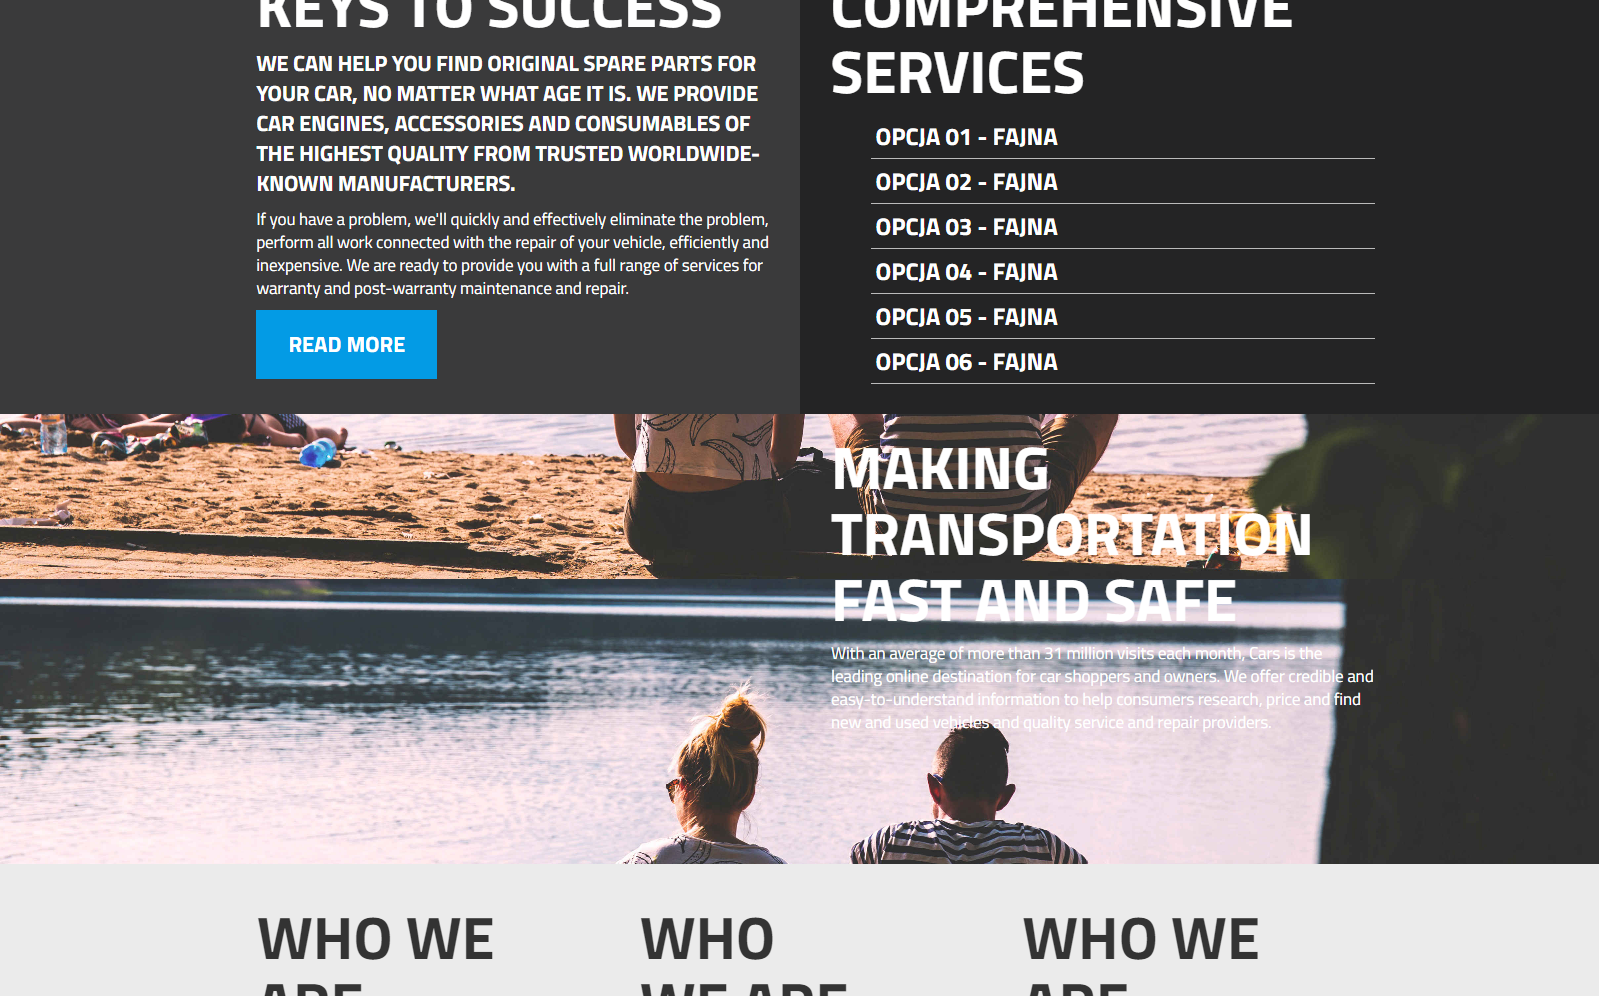 KEYS TO SUCCESS
WE CAN HELP YOU FIND ORIGINAL SPARE PARTS FOR
YOUR CAR, NO MATTER WHAT AGE IT IS. WE PROVIDE
CAR ENGINES, ACCESSORIES AND CONSUMABLES OF
THE HIGHEST QUALITY FROM TRUSTED WORLDWIDE-
KNOWN MANUFACTURERS.
If you have a problem, we'll quickly and effectively eliminate the problem,
perform all work connected with the repair of your vehicle, efficiently and
inexpensive. We are ready to provide you with a full range of services for
warranty and post-warranty maintenance and repair.
READ MORE
COMPREHENSIVE
SERVICES
OPCJA 01 - FAJNA
OPCJA 02 - FAJNA
OPCJA 03 - FAJNA
OPCJA 04 - FAJNA
OPCJA 05 - FAJNA
OPCJA 06 - FAJNA
MAKING
TRANSPORTATION
FAST AND SAFE
With an average of more than 31 million visits each month, Cars is the
leading online destination for car shoppers and owners. We offer credible and
easy-to-understand information to help consumers research, price and find
new and used vehicles and quality service and repair providers.
WHO WE
ARE
WHO
WE ARE
WHO WE
ARE